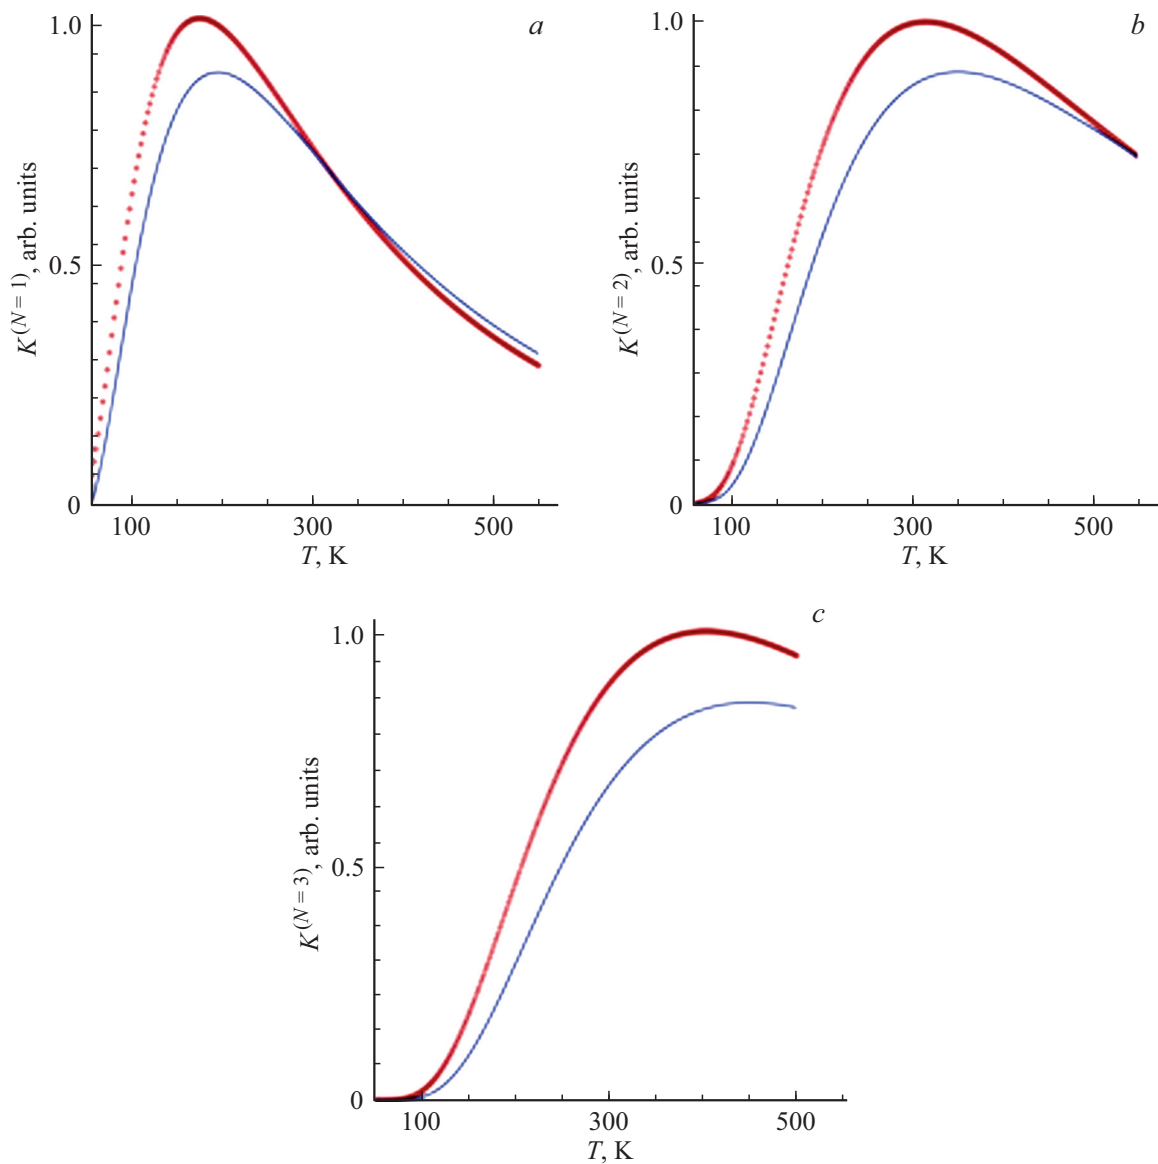 a
1.0
0.5
0
K^(N = 1), arb. units
100 300 500
T, K
b
1.0
0.5
0
K^(N = 2), arb. units
100 300 500
T, K
c
1.0
0.5
0
K^(N = 3), arb. units
100 300 500
T, K